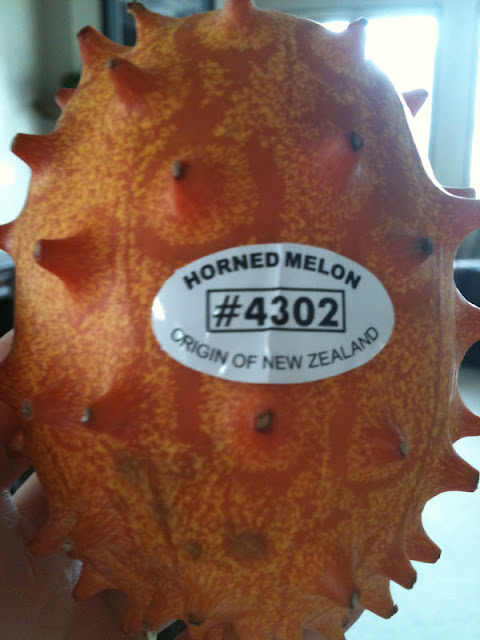 HORNED MELON
#4302
ORIGIN OF NEW ZEALAND